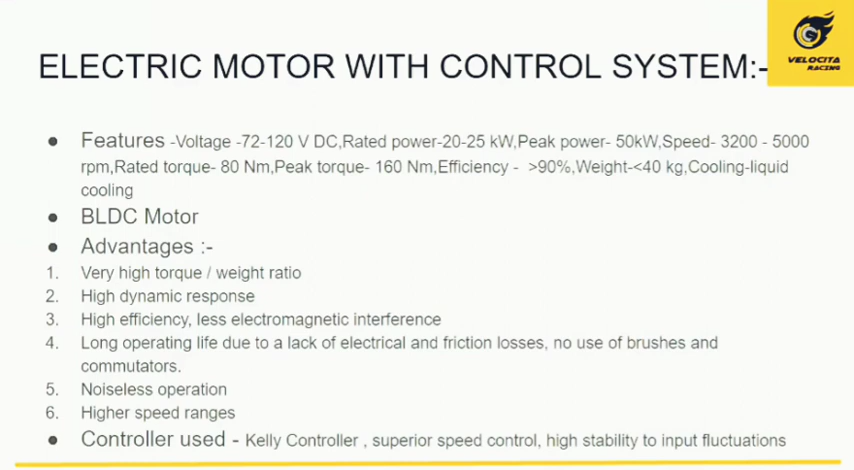 ELECTRIC MOTOR WITH CONTROL SYSTEM:-
VELOCITA
RACING
● Features -Voltage -72-120 V DC,Rated power-20-25 kW,Peak power- 50kW,Speed- 3200 - 5000
rpm,Rated torque- 80 Nm,Peak torque- 160 Nm,Efficiency - >90%,Weight-<40 kg,Cooling-liquid
cooling
● BLDC Motor
● Advantages :-
1. Very high torque / weight ratio
2. High dynamic response
3. High efficiency, less electromagnetic interference
4. Long operating life due to a lack of electrical and friction losses, no use of brushes and
commutators.
5. Noiseless operation
6. Higher speed ranges
● Controller used - Kelly Controller , superior speed control, high stability to input fluctuations